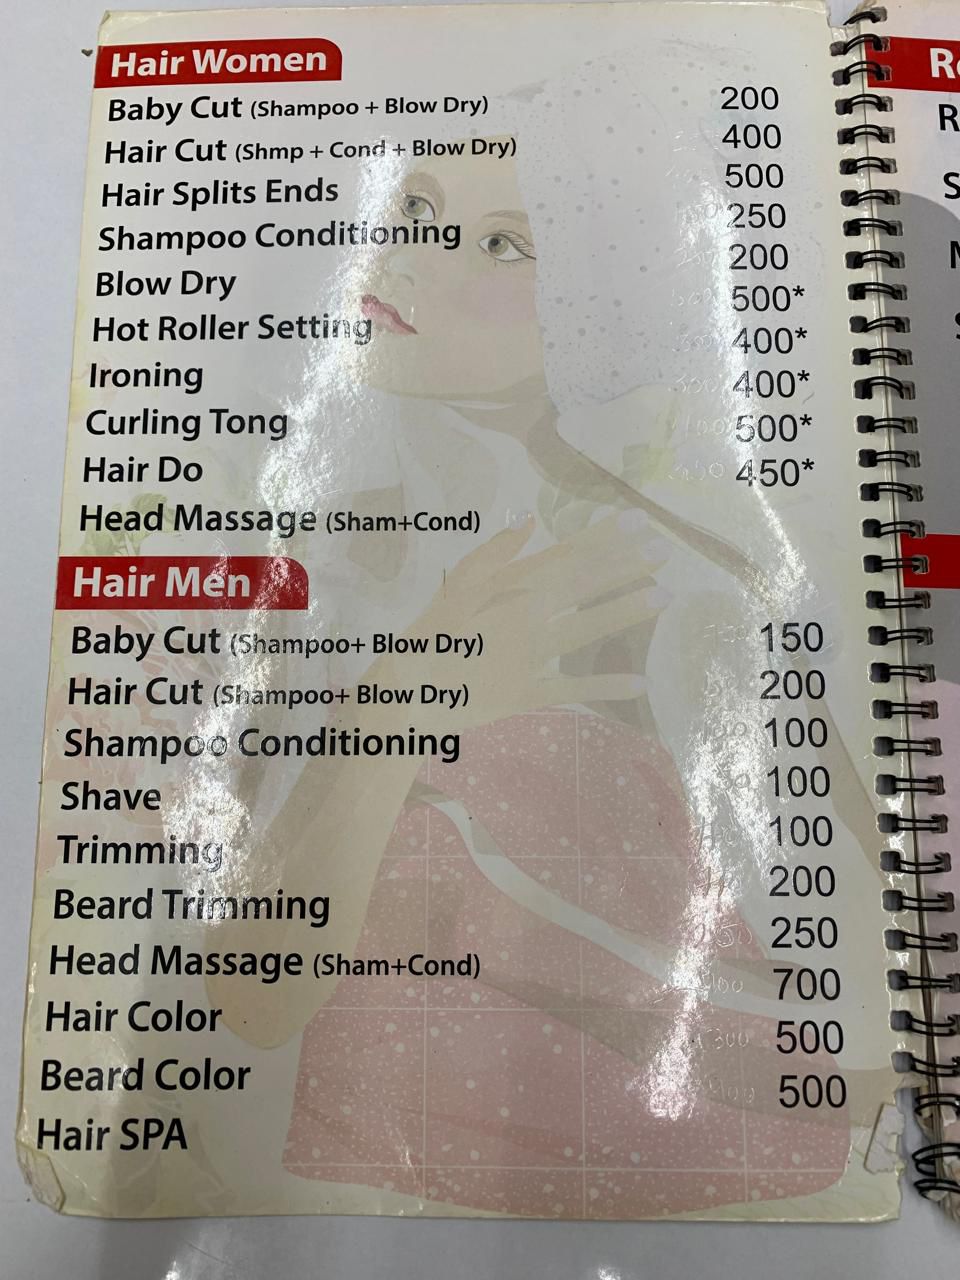 Hair Women
Baby Cut (Shampoo + Blow Dry) 200
Hair Cut (Shmp + Cond + Blow Dry) 400
Hair Splits Ends 500
Shampoo Conditioning 250
Blow Dry 200
Hot Roller Setting 500*
Ironing 400*
Curling Tong 400*
Hair Do 500*
Head Massage (Sham+Cond) 450*
Hair Men
Baby Cut (Shampoo+ Blow Dry) 150
Hair Cut (Shampoo+ Blow Dry) 200
Shampoo Conditioning 100
Shave 100
Trimming 100
Beard Trimming 200
Head Massage (Sham+Cond) 250
Hair Color 700
Beard Color 500
Hair SPA 500